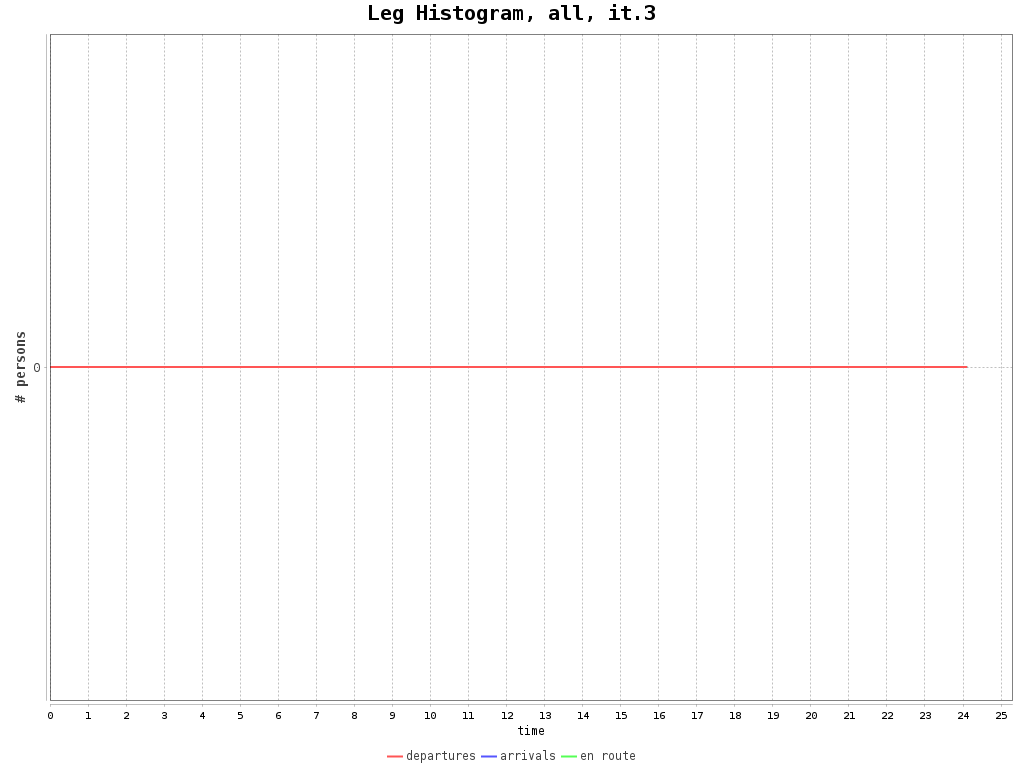 Leg Histogram, all, it.3
# persons
0
0 1 2 3 4 5 6 7 8 9 10 11 12 13 14 15 16 17 18 19 20 21 22 23 24 25
time
departures arrivals en route